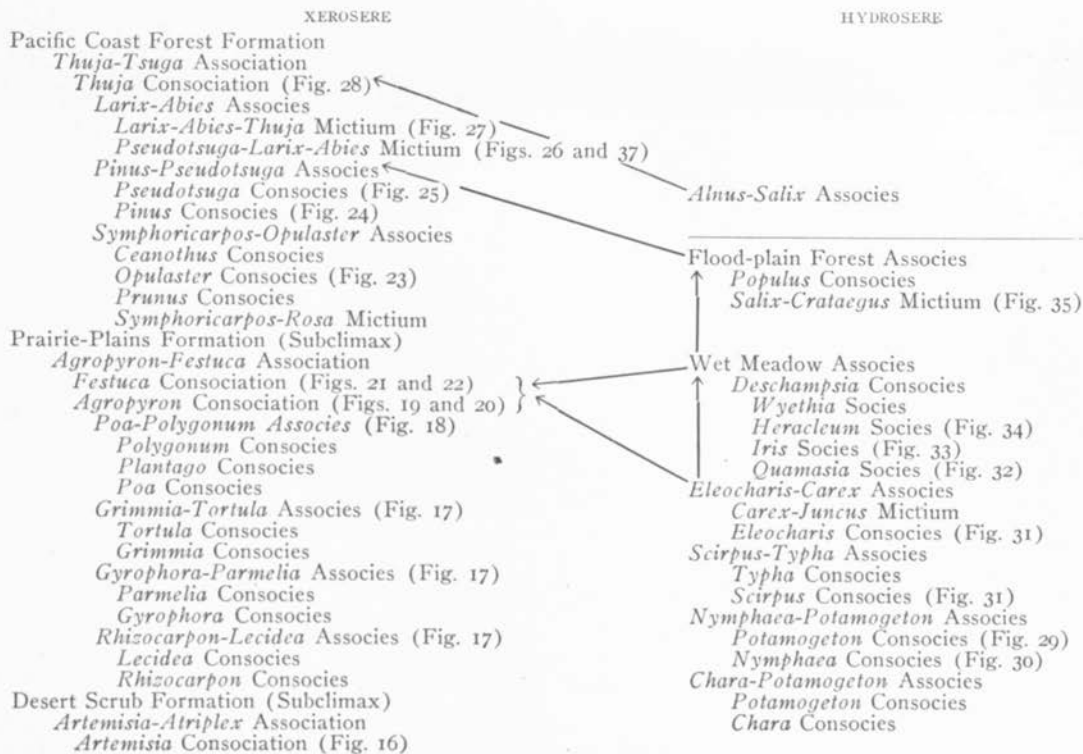 XEROSERE
Pacific Coast Forest Formation
Thuja-Tsuga Association
Thuja Consociation (Fig. 28)
Larix-Abies Associes
Larix-Abies-Thuja Mictium (Fig. 27)
Pseudotsuga-Larix-Abies Mictium (Figs. 26 and 37)
Pinus-Pseudotsuga Associes
Pseudotsuga Consocies (Fig. 25)
Pinus Consocies (Fig. 24)
Symphoricarpos-Opulaster Associes
Ceanothus Consocies
Opulaster Consocies (Fig. 23)
Prunus Consocies
Symphoricarpos-Rosa Mictium
Prairie-Plains Formation (Subclimax)
Agropyron-Festuca Association
Festuca Consociation (Figs. 21 and 22)
Agropyron Consociation (Figs. 19 and 20)
Poa-Polygonum Associes (Fig. 18)
Polygonum Consocies
Plantago Consocies
Poa Consocies
Grimmia-Tortula Associes (Fig. 17)
Tortula Consocies
Grimmia Consocies
Gyrophora-Parmelia Associes (Fig. 17)
Parmelia Consocies
Gyrophora Consocies
Rhizocarpon-Lecidea Associes (Fig. 17)
Lecidea Consocies
Rhizocarpon Consocies
Desert Scrub Formation (Subclimax)
Artemisia-Atriplex Association
Artemisia Consociation (Fig. 16)
HYDROSERE
Alnus-Salix Associes
Flood-plain Forest Associes
Populus Consocies
Salix-Crataegus Mictium (Fig. 35)
Wet Meadow Associes
Deschampsia Consocies
Wyethia Socies
Heracleum Socies (Fig. 34)
Iris Socies (Fig. 33)
Quamasia Socies (Fig. 32)
Eleocharis-Carex Associes
Carex-Juncus Mictium
Eleocharis Consocies (Fig. 31)
Scirpus-Typha Associes
Typha Consocies
Scirpus Consocies (Fig. 31)
Nymphaea-Potamogeton Associes
Potamogeton Consocies (Fig. 29)
Nymphaea Consocies (Fig. 30)
Chara-Potamogeton Associes
Potamogeton Consocies
Chara Consocies